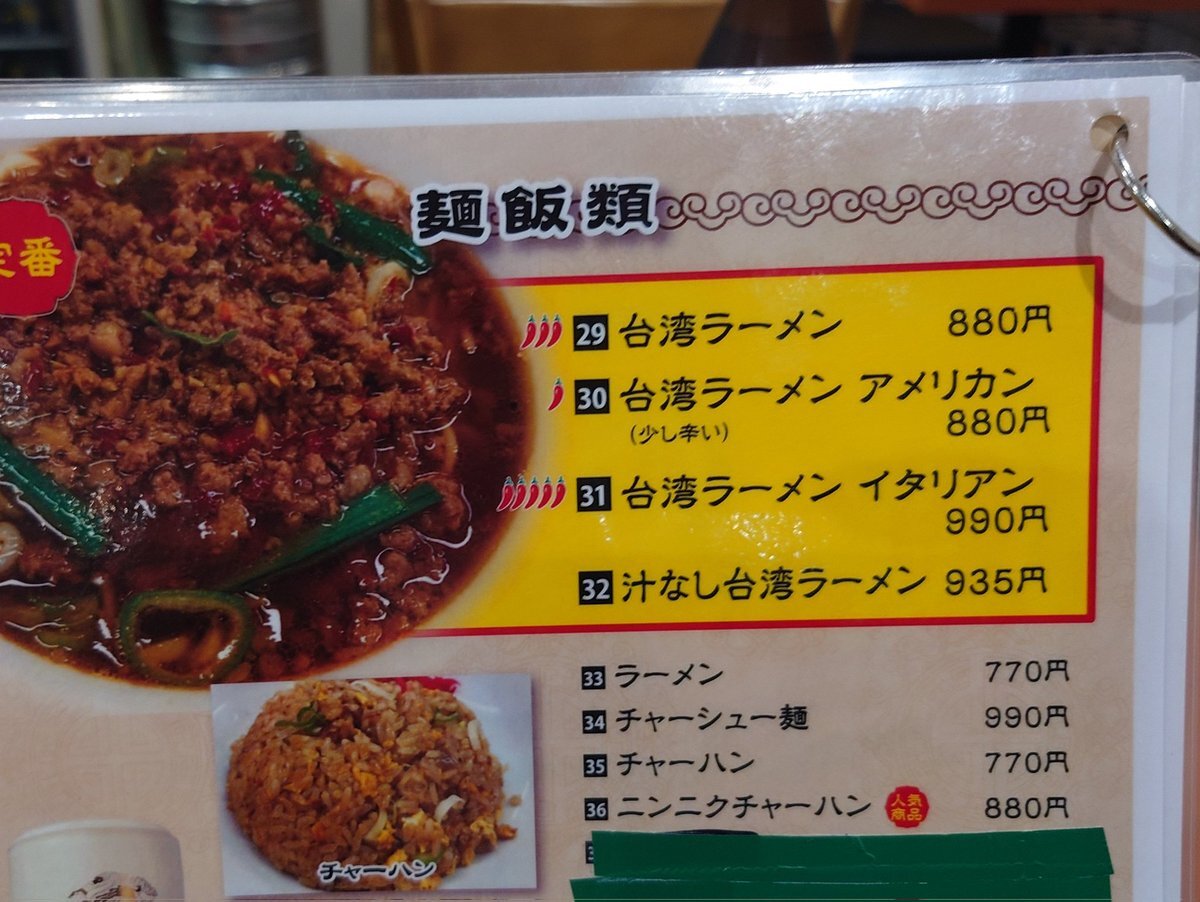 麺飯類
定番
29 台湾ラーメン 880円
30 台湾ラーメン アメリカン
(少し辛い) 880円
31 台湾ラーメン イタリアン
990円
32 汁なし台湾ラーメン 935円
33 ラーメン 770円
34 チャーシュー麺 990円
35 チャーハン 770円
36 ニンニクチャーハン 人気商品 880円
チャーハン